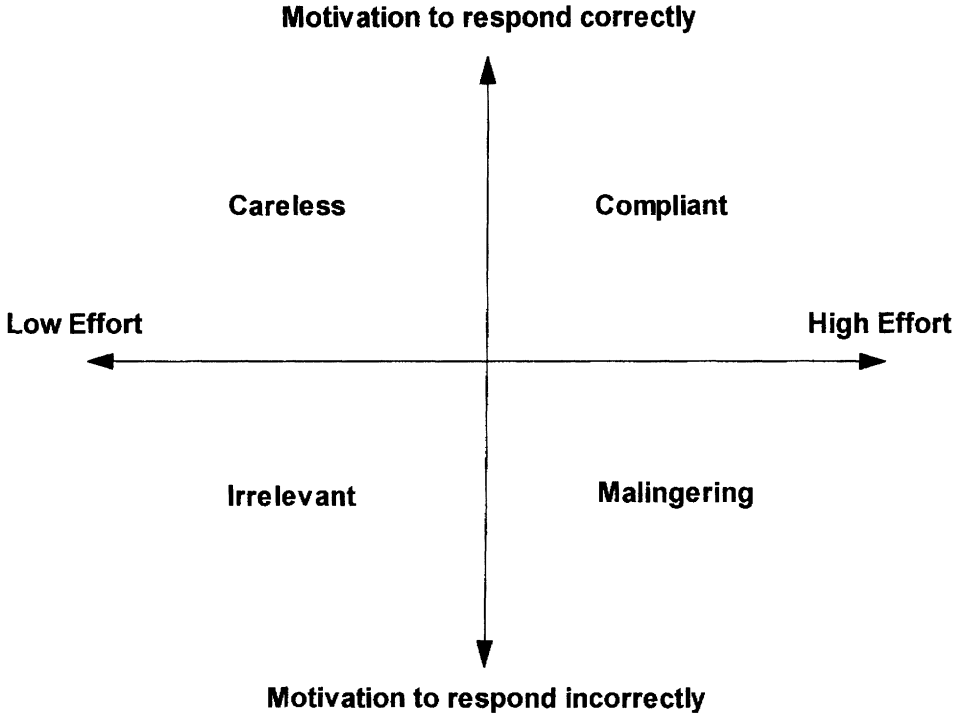 Motivation to respond correctly
Careless
Compliant
Low Effort
High Effort
Irrelevant
Malingering
Motivation to respond incorrectly